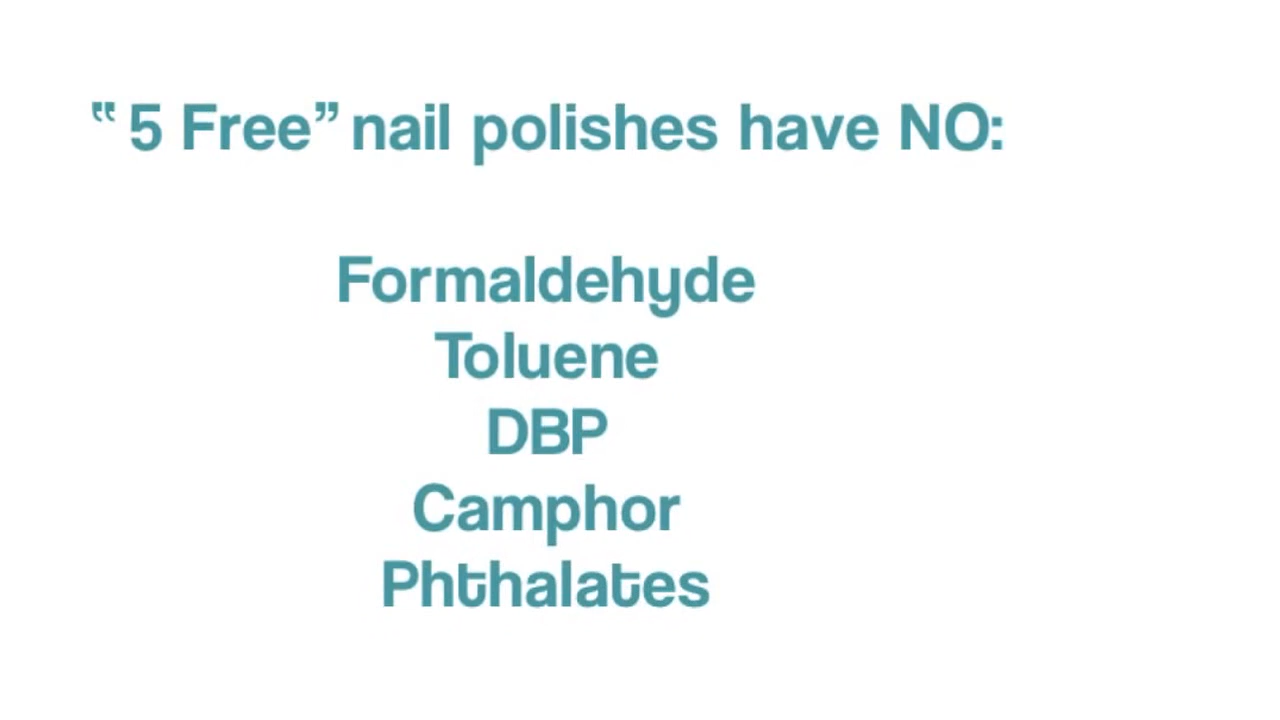 “5 Free” nail polishes have NO:
Formaldehyde
Toluene
DBP
Camphor
Phthalates